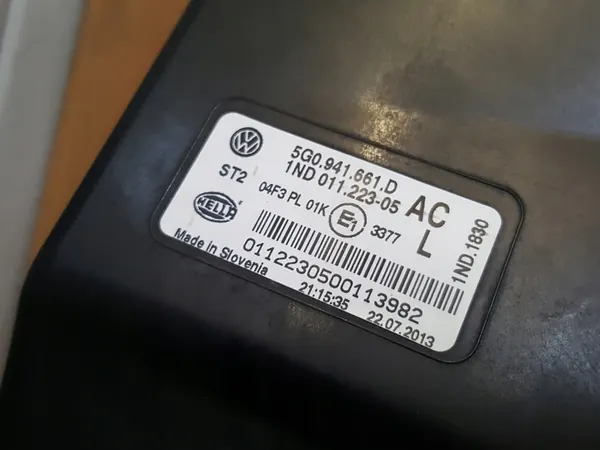 5G0.941.661.D
1ND 011.223-05
AC
ST2
04F3 PL 01K E1 3377
L
HELLA
1ND.1830
Made in Slovenia
0112230500113982
21:15:35
22.07.2013